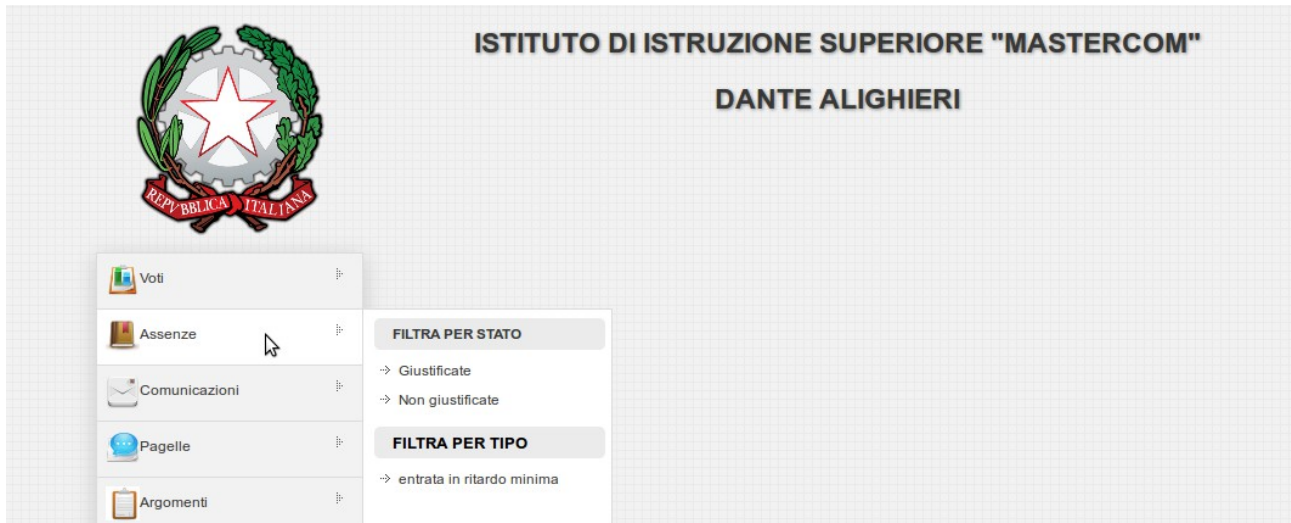 ISTITUTO DI ISTRUZIONE SUPERIORE "MASTERCOM"
DANTE ALIGHIERI
REPVBBLICA ITALIANA
Voti
Assenze
Comunicazioni
Pagelle
Argomenti
FILTRA PER STATO
Giustificate
Non giustificate
FILTRA PER TIPO
entrata in ritardo minima